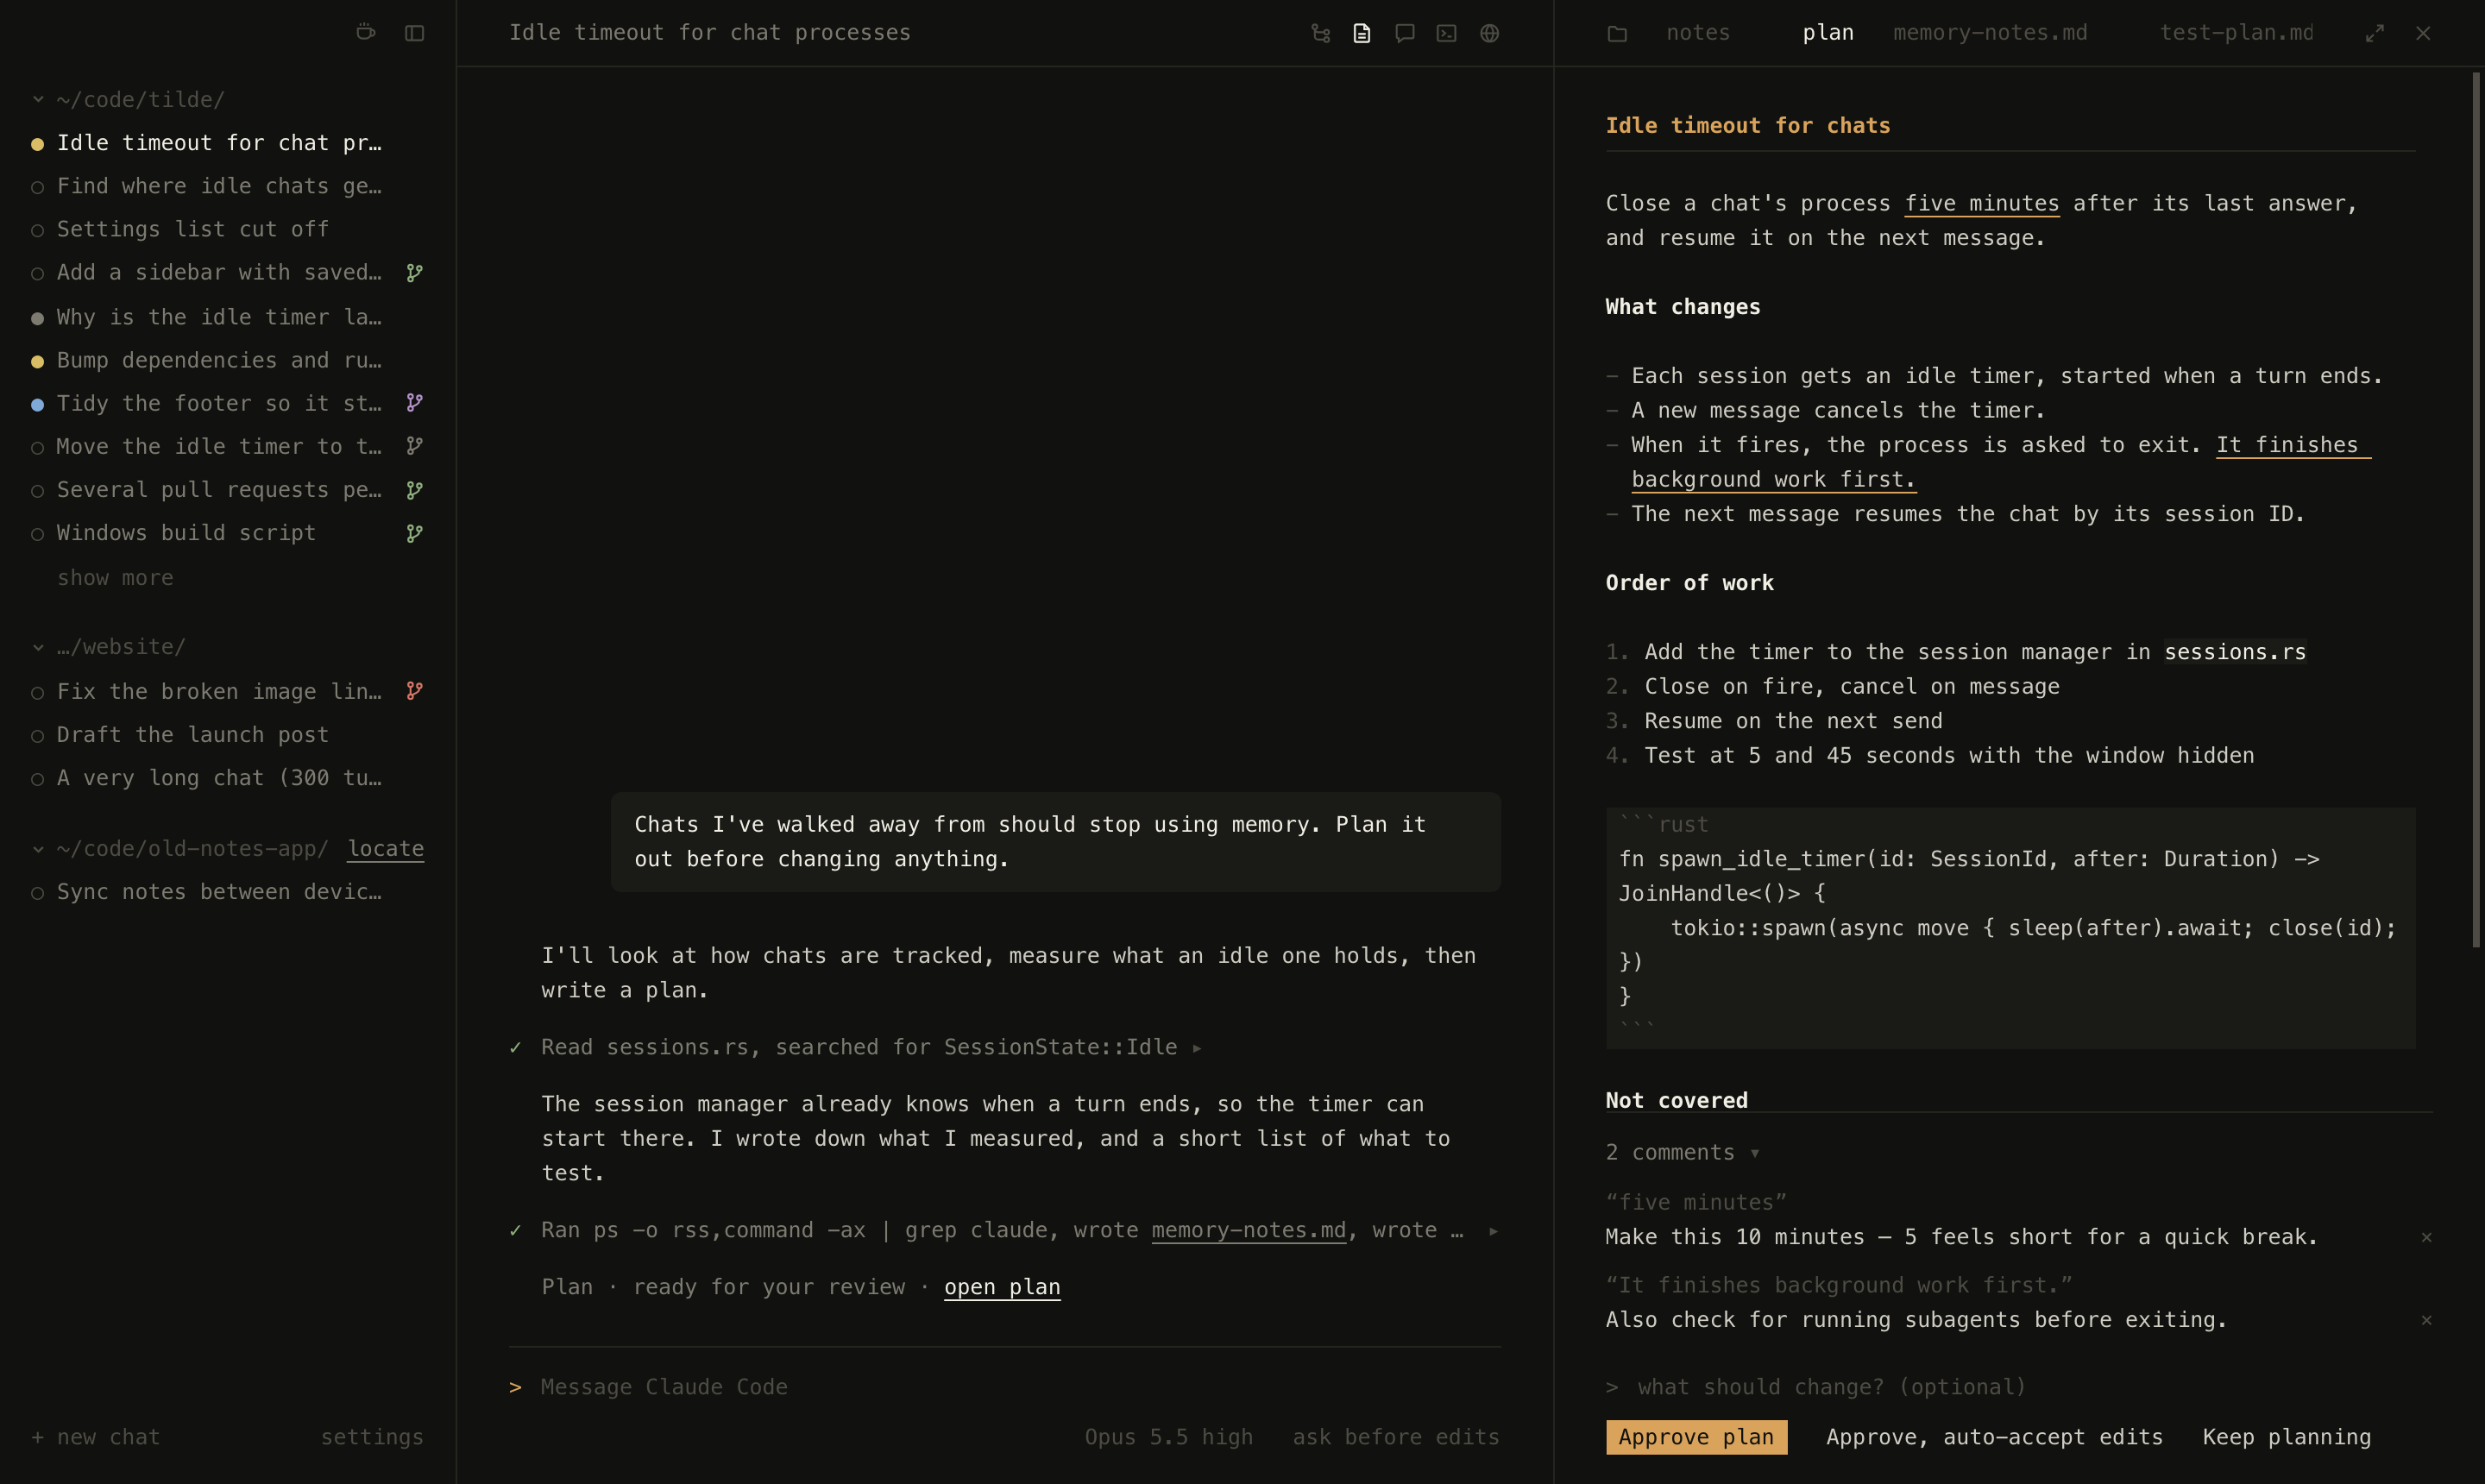 ~/code/tilde/
Idle timeout for chat pr…
Find where idle chats ge…
Settings list cut off
Add a sidebar with saved…
Why is the idle timer la…
Bump dependencies and ru…
Tidy the footer so it st…
Move the idle timer to t…
Several pull requests pe…
Windows build script
show more
…/website/
Fix the broken image lin…
Draft the launch post
A very long chat (300 tu…
~/code/old-notes-app/ locate
Sync notes between devic…
+ new chat settings
Idle timeout for chat processes
Chats I've walked away from should stop using memory. Plan it
out before changing anything.
I'll look at how chats are tracked, measure what an idle one holds, then
write a plan.
✓ Read sessions.rs, searched for SessionState::Idle ▸
The session manager already knows when a turn ends, so the timer can
start there. I wrote down what I measured, and a short list of what to
test.
✓ Ran ps -o rss,command -ax | grep claude, wrote memory-notes.md, wrote … ▸
Plan · ready for your review · open plan
> Message Claude Code
Opus 5.5 high ask before edits
notes plan memory-notes.md test-plan.md
Idle timeout for chats
Close a chat's process five minutes after its last answer,
and resume it on the next message.
What changes
- Each session gets an idle timer, started when a turn ends.
- A new message cancels the timer.
- When it fires, the process is asked to exit. It finishes
background work first.
- The next message resumes the chat by its session ID.
Order of work
1. Add the timer to the session manager in sessions.rs
2. Close on fire, cancel on message
3. Resume on the next send
4. Test at 5 and 45 seconds with the window hidden
```rust
fn spawn_idle_timer(id: SessionId, after: Duration) ->
JoinHandle<()> {
    tokio::spawn(async move { sleep(after).await; close(id);
})
}
```
Not covered
2 comments ▾
“five minutes”
Make this 10 minutes — 5 feels short for a quick break. ×
“It finishes background work first.”
Also check for running subagents before exiting. ×
> what should change? (optional)
Approve plan Approve, auto-accept edits Keep planning